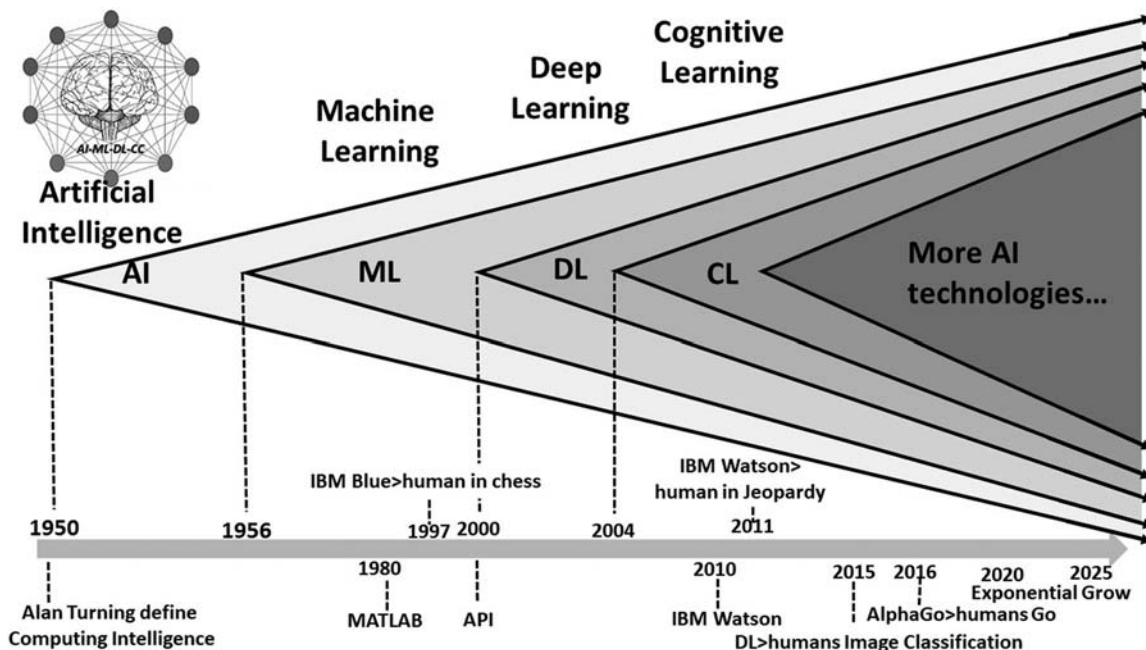 AI-ML-DL-CC
Artificial
Intelligence
Machine
Learning
Deep
Learning
Cognitive
Learning
AI
ML
DL
CL
More AI
technologies...
IBM Blue>human in chess
IBM Watson>
human in Jeopardy
1950
1956
1997
2000
2004
2011
1980
2010
2015
2016
2020
2025
Exponential Grow
Alan Turning define
Computing Intelligence
MATLAB
API
IBM Watson
AlphaGo>humans Go
DL>humans Image Classification